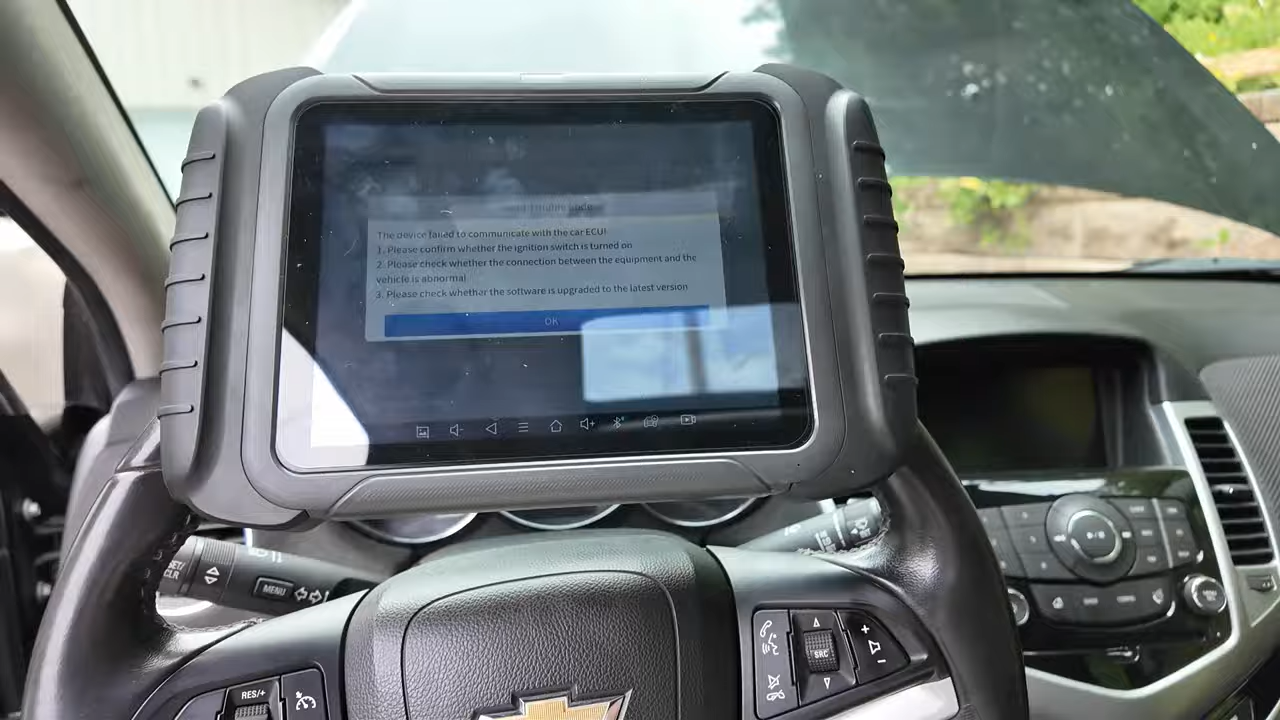 The device failed to communicate with the car ECU!
1. Please confirm whether the ignition switch is turned on
2. Please check whether the connection between the equipment and the
vehicle is abnormal
3. Please check whether the software is upgraded to the latest version
OK
SET/
CLR
MENU
RES/+
SRC